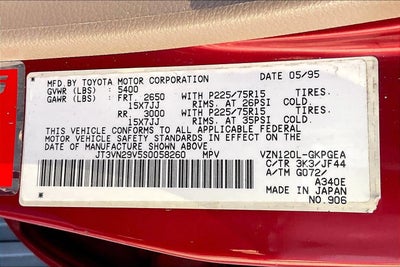 MFD.BY TOYOTA MOTOR CORPORATION DATE 05/95
GVWR (LBS) : 5400
GAWR (LBS) : FRT. 2650 WITH P225/75R15 TIRES.
15X7JJ RIMS. AT 26PSI COLD.
RR. 3000 WITH P225/75R15 TIRES.
15X7JJ RIMS. AT 35PSI COLD.
THIS VEHICLE CONFORMS TO ALL APPLICABLE FEDERAL
MOTOR VEHICLE SAFETY STANDARDS IN EFFECT ON THE
DATE OF MANUFACTURE SHOWN ABOVE.
JT3VN29V5S0058260 MPV VZN120L-GKPGEA
C/TR 3K3/JF44
A/TM G072/
A340E
MADE IN JAPAN
NO.906